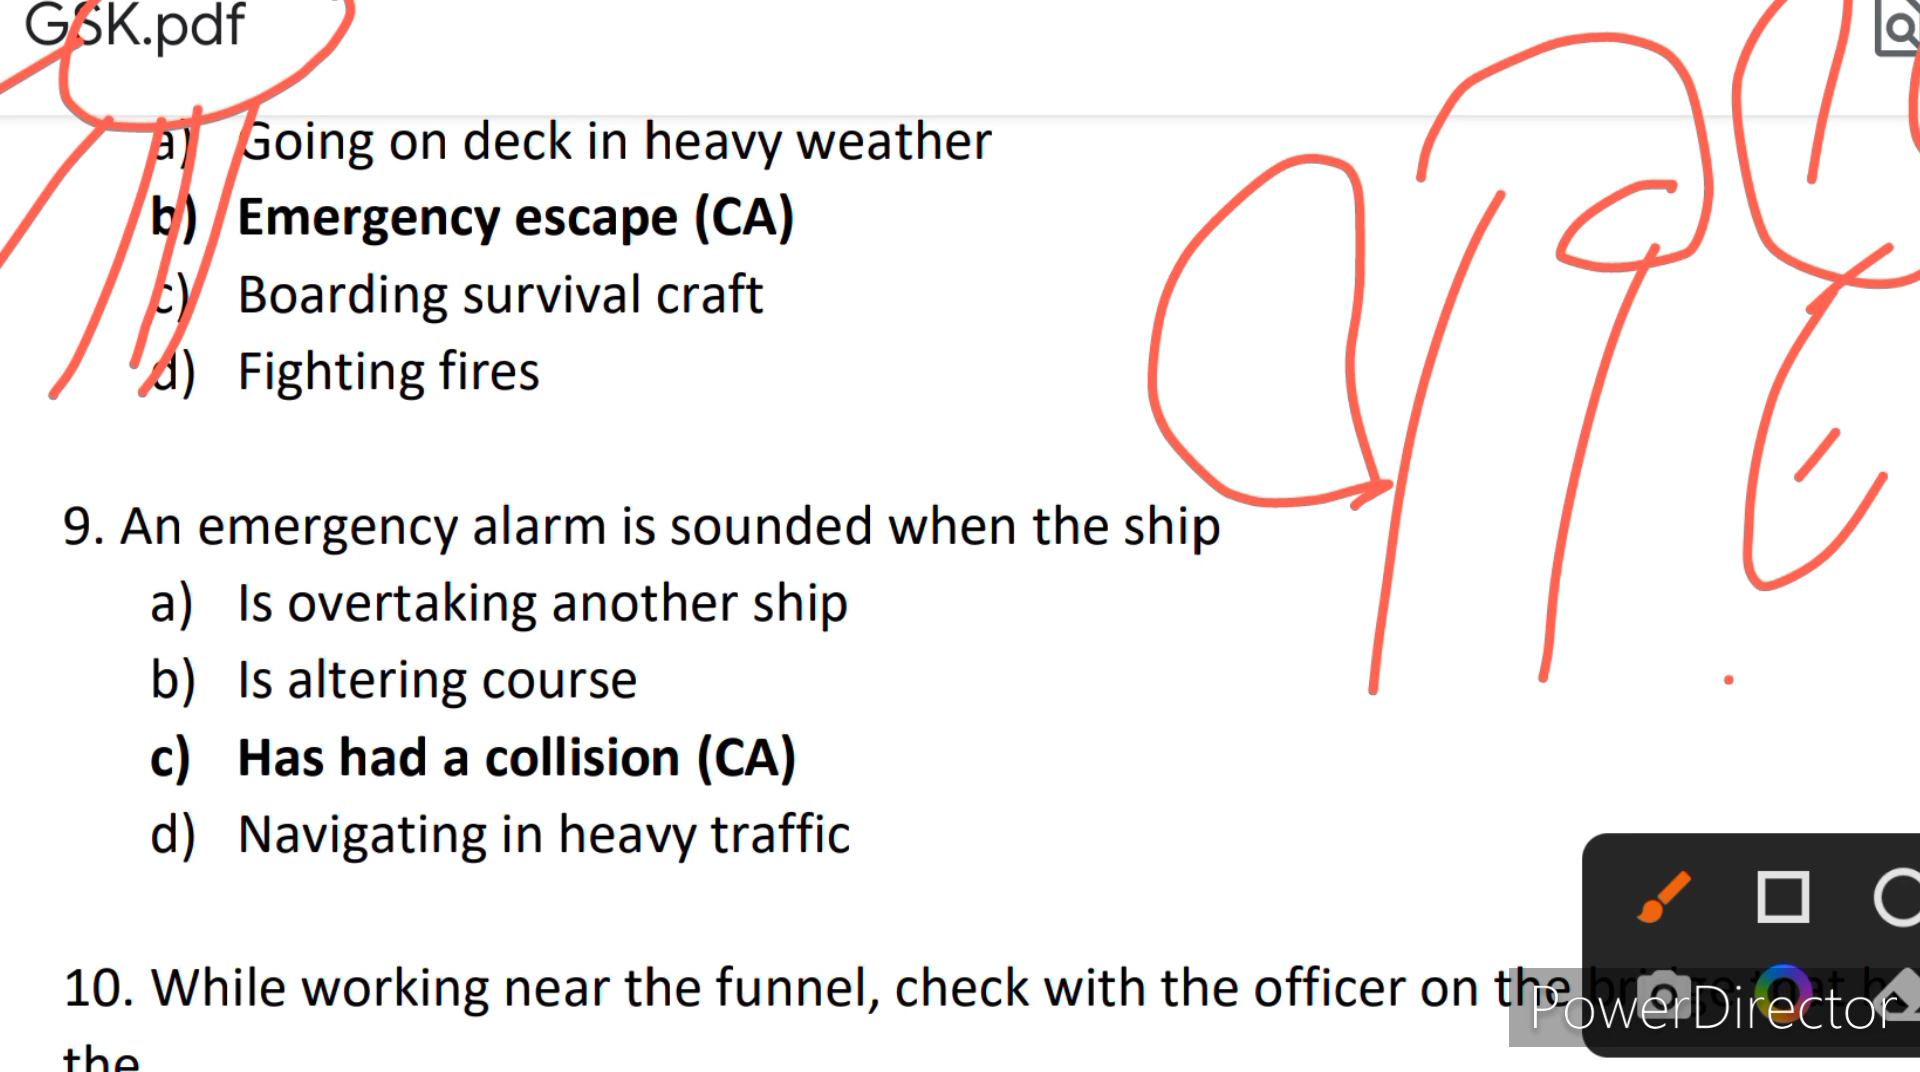 GSK.pdf
a) Going on deck in heavy weather
b) Emergency escape (CA)
c) Boarding survival craft
d) Fighting fires
9. An emergency alarm is sounded when the ship
a) Is overtaking another ship
b) Is altering course
c) Has had a collision (CA)
d) Navigating in heavy traffic
10. While working near the funnel, check with the officer on the bridge that
PowerDirector
the